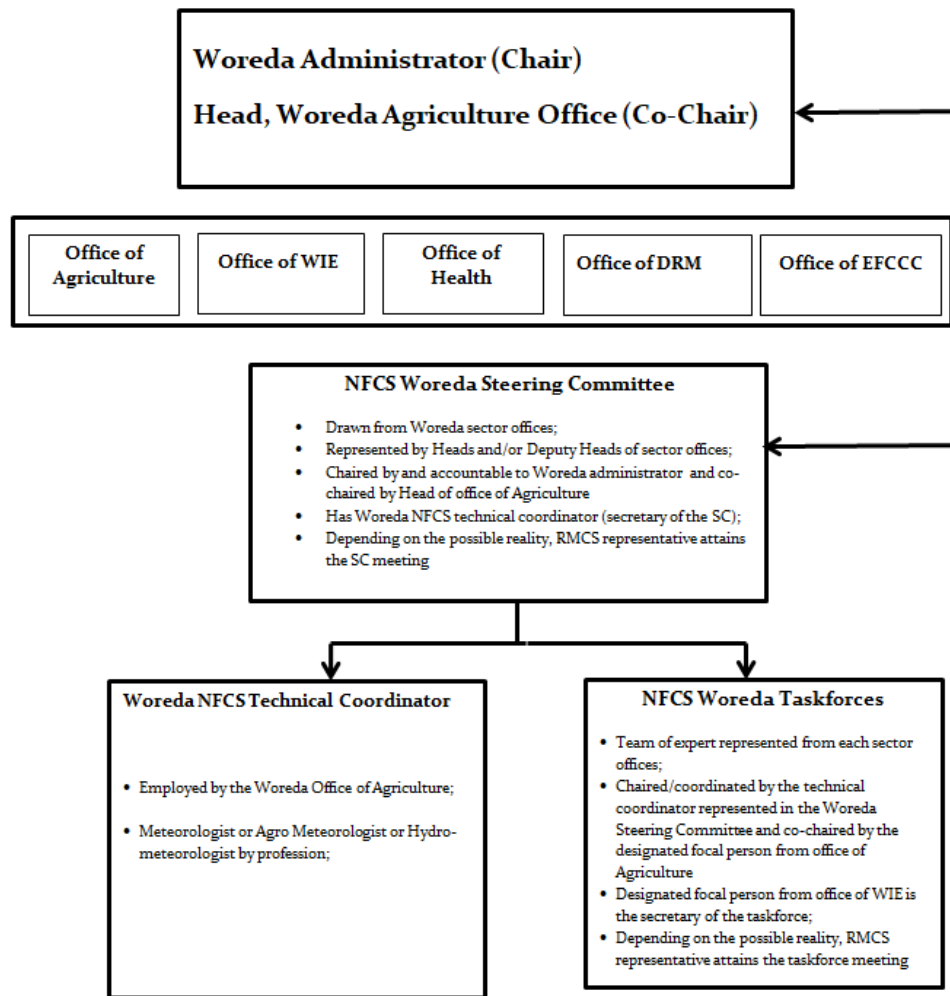 Woreda Administrator (Chair)
Head, Woreda Agriculture Office (Co-Chair)
Office of
Agriculture
Office of WIE
Office of
Health
Office of DRM
Office of EFCCC
NFCS Woreda Steering Committee
• Drawn from Woreda sector offices;
• Represented by Heads and/or Deputy Heads of sector offices;
• Chaired by and accountable to Woreda administrator and co-
chaired by Head of office of Agriculture
• Has Woreda NFCS technical coordinator (secretary of the SC);
• Depending on the possible reality, RMCS representative attains
the SC meeting
Woreda NFCS Technical Coordinator
• Employed by the Woreda Office of Agriculture;
• Meteorologist or Agro Meteorologist or Hydro-
meteorologist by profession;
NFCS Woreda Taskforces
• Team of expert represented from each sector
offices;
• Chaired/coordinated by the technical
coordinator represented in the Woreda
Steering Committee and co-chaired by the
designated focal person from office of
Agriculture
• Designated focal person from office of WIE is
the secretary of the taskforce;
• Depending on the possible reality, RMCS
representative attains the taskforce meeting